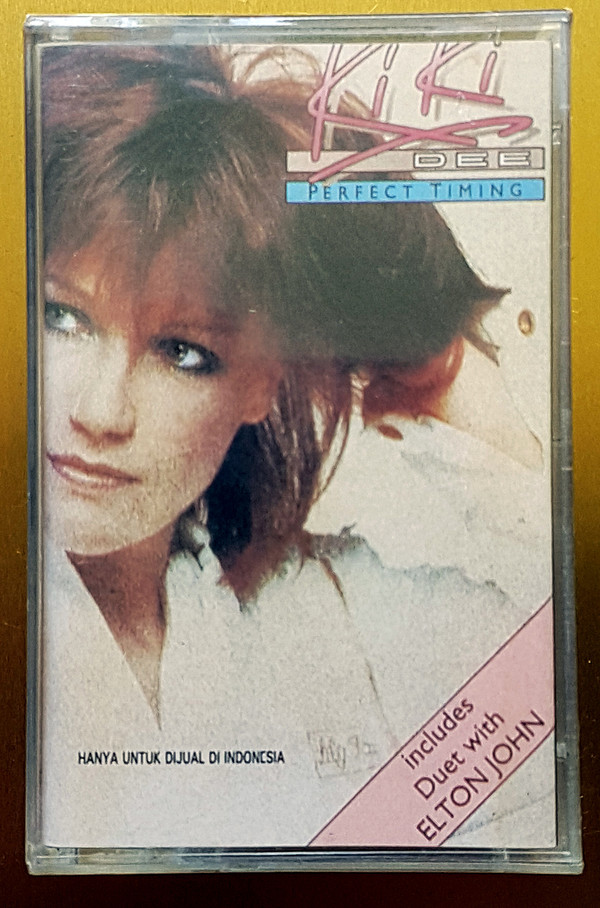 KiKi
DEE
PERFECT TIMING
HANYA UNTUK DIJUAL DI INDONESIA
includes
Duet with
ELTON JOHN